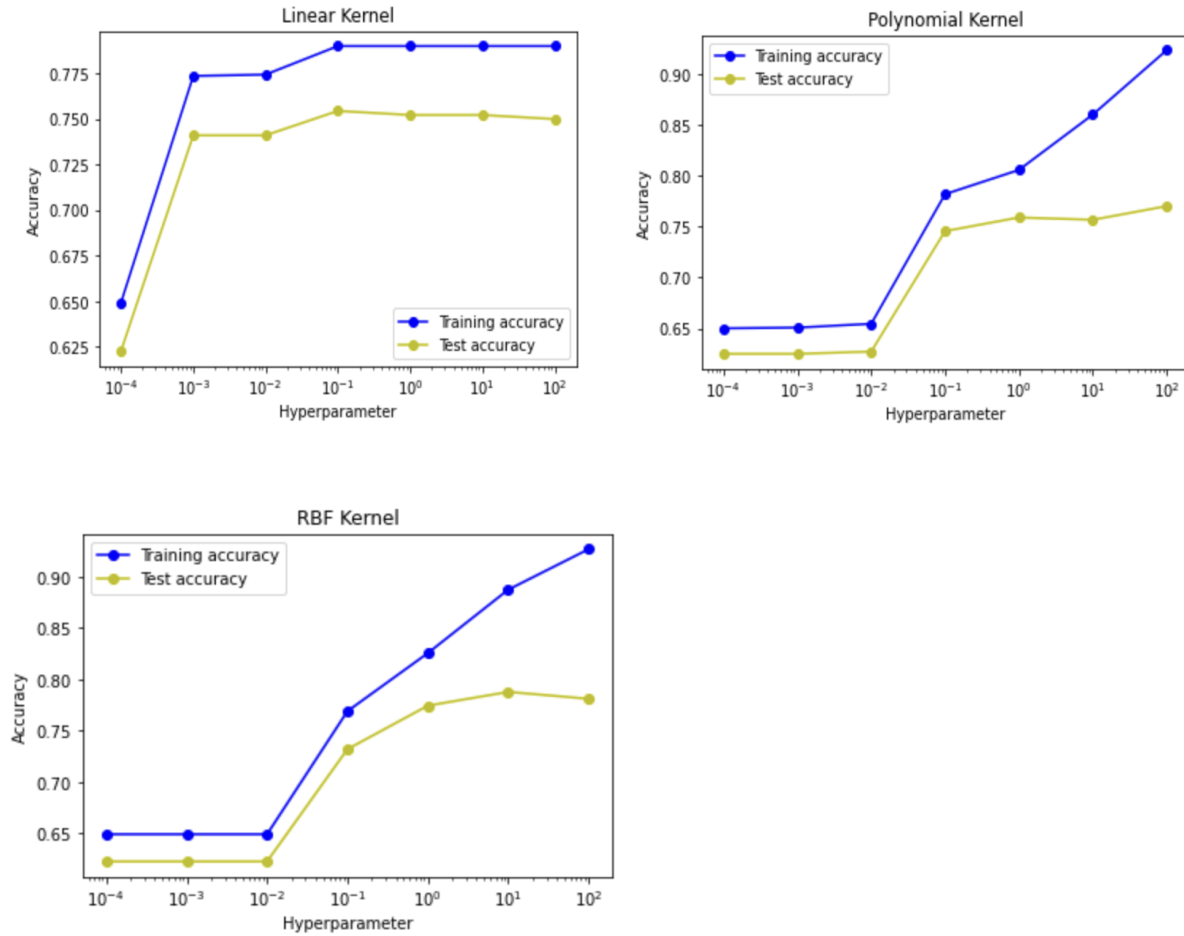 Linear Kernel
0.775
0.750
0.725
0.700
0.675
0.650
0.625
Accuracy
Training accuracy
Test accuracy
10⁻⁴ 10⁻³ 10⁻² 10⁻¹ 10⁰ 10¹ 10²
Hyperparameter
Polynomial Kernel
Training accuracy
Test accuracy
0.90
0.85
0.80
0.75
0.70
0.65
Accuracy
10⁻⁴ 10⁻³ 10⁻² 10⁻¹ 10⁰ 10¹ 10²
Hyperparameter
RBF Kernel
Training accuracy
Test accuracy
0.90
0.85
0.80
0.75
0.70
0.65
Accuracy
10⁻⁴ 10⁻³ 10⁻² 10⁻¹ 10⁰ 10¹ 10²
Hyperparameter